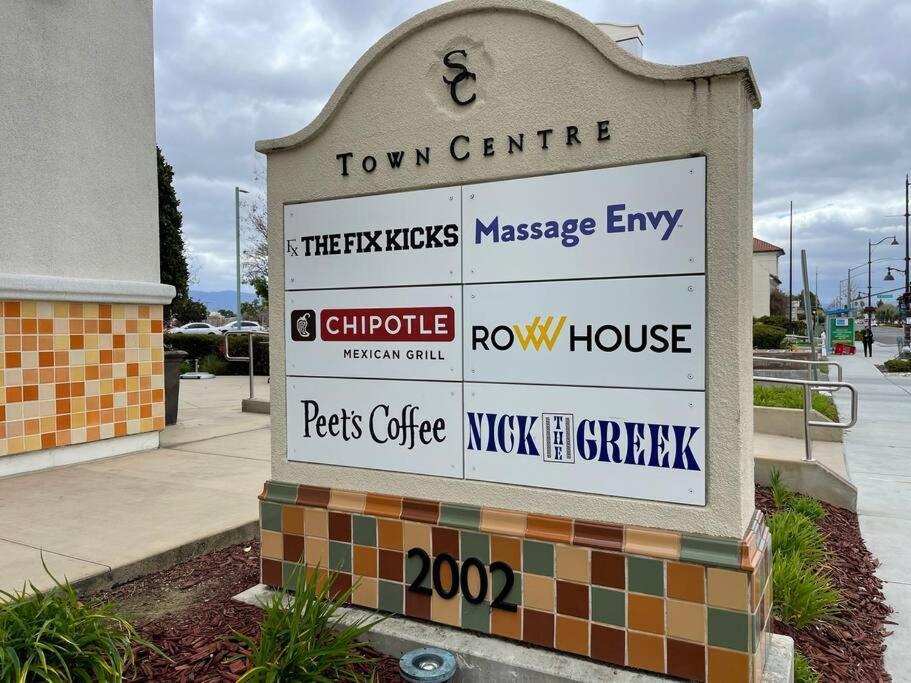 SC
TOWN CENTRE
FX THE FIX KICKS
Massage Envy
CHIPOTLE
MEXICAN GRILL
ROW HOUSE
Peet's Coffee
NICK THE GREEK
2002